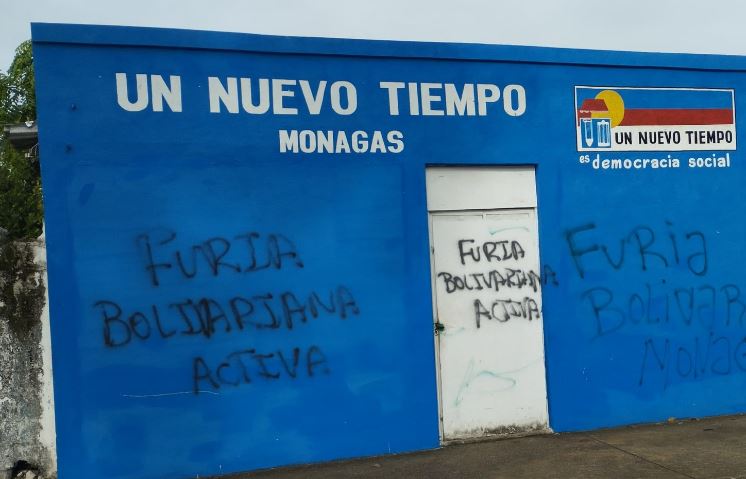 UN NUEVO TIEMPO
MONAGAS
UN NUEVO TIEMPO
es democracia social
FURIA
BOLIVARIANA
ACTIVA
FURIA
BOLIVARIANA
ACTIVA
Furia
Bolivar
Monag